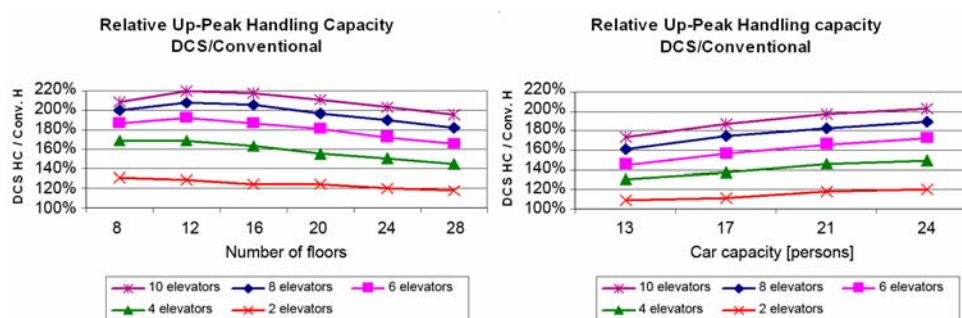 Relative Up-Peak Handling Capacity
DCS/Conventional
DCS HC / Conv. H
220%
200%
180%
160%
140%
120%
100%
8 12 16 20 24 28
Number of floors
10 elevators 8 elevators 6 elevators
4 elevators 2 elevators
Relative Up-Peak Handling capacity
DCS/Conventional
DCS HC / Conv. H
220%
200%
180%
160%
140%
120%
100%
13 17 21 24
Car capacity [persons]
10 elevators 8 elevators 6 elevators
4 elevators 2 elevators